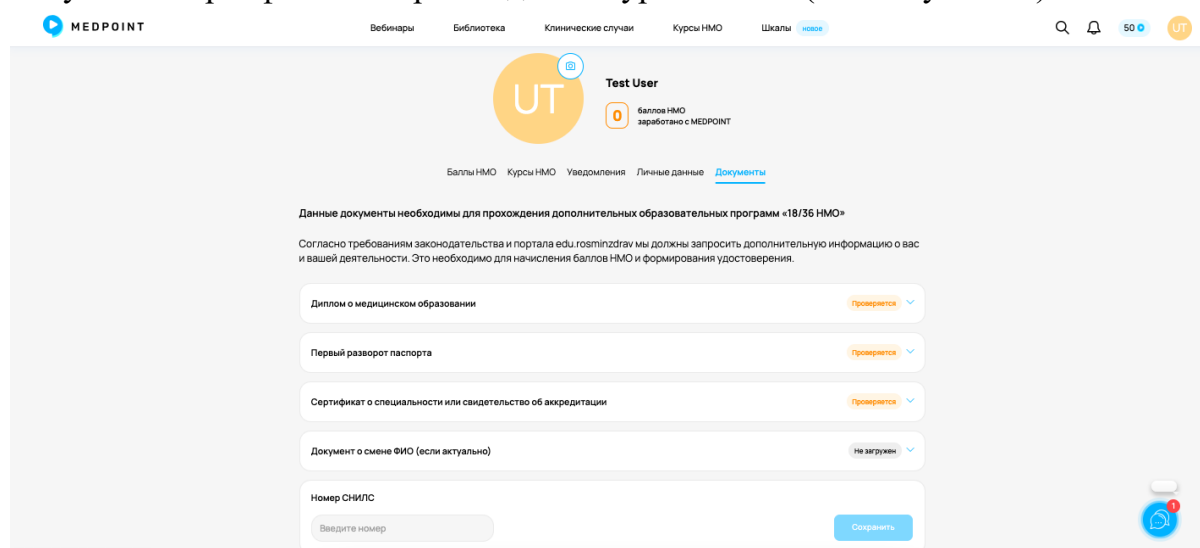 MEDPOINT
Вебинары Библиотека Клинические случаи Курсы НМО Шкалы новое
50
UT
UT
Test User
0
баллов НМО
заработано с MEDPOINT
Баллы НМО Курсы НМО Уведомления Личные данные Документы
Данные документы необходимы для прохождения дополнительных образовательных программ «18/36 НМО»
Согласно требованиям законодательства и портала edu.rosminzdrav мы должны запросить дополнительную информацию о вас
и вашей деятельности. Это необходимо для начисления баллов НМО и формирования удостоверения.
Диплом о медицинском образовании Проверяется
Первый разворот паспорта Проверяется
Сертификат о специальности или свидетельство об аккредитации Проверяется
Документ о смене ФИО (если актуально) Не загружен
Номер СНИЛС
Введите номер Сохранить
1